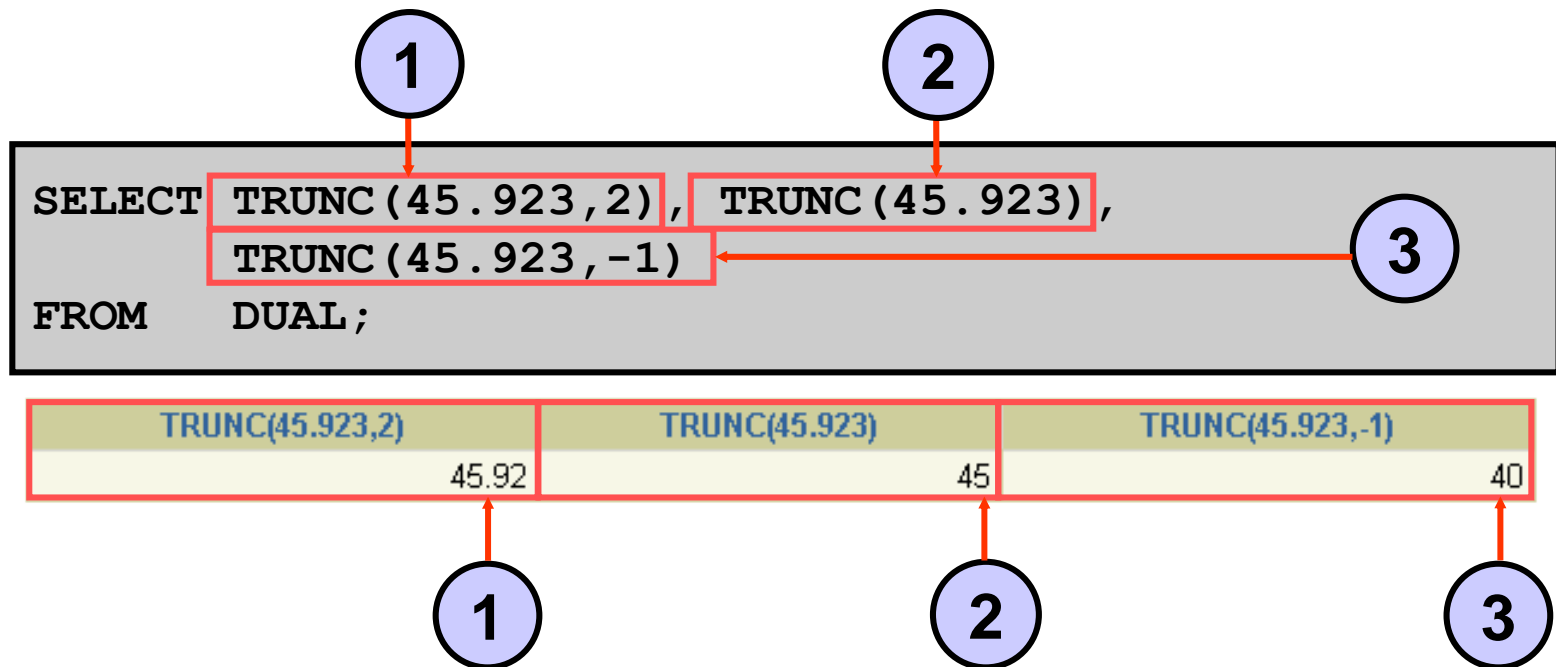 1 2
SELECT TRUNC(45.923,2), TRUNC(45.923),
TRUNC(45.923,-1) 3
FROM DUAL;
TRUNC(45.923,2) TRUNC(45.923) TRUNC(45.923,-1)
45.92 45 40
1 2 3